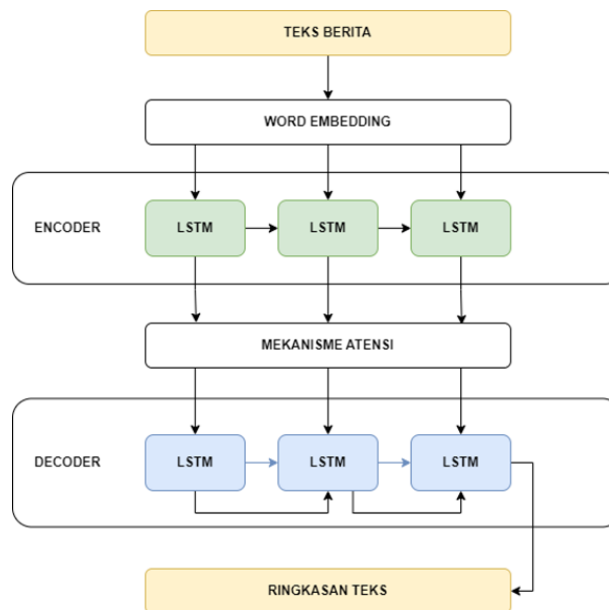 TEKS BERITA
WORD EMBEDDING
ENCODER
LSTM
LSTM
LSTM
MEKANISME ATENSI
DECODER
LSTM
LSTM
LSTM
RINGKASAN TEKS